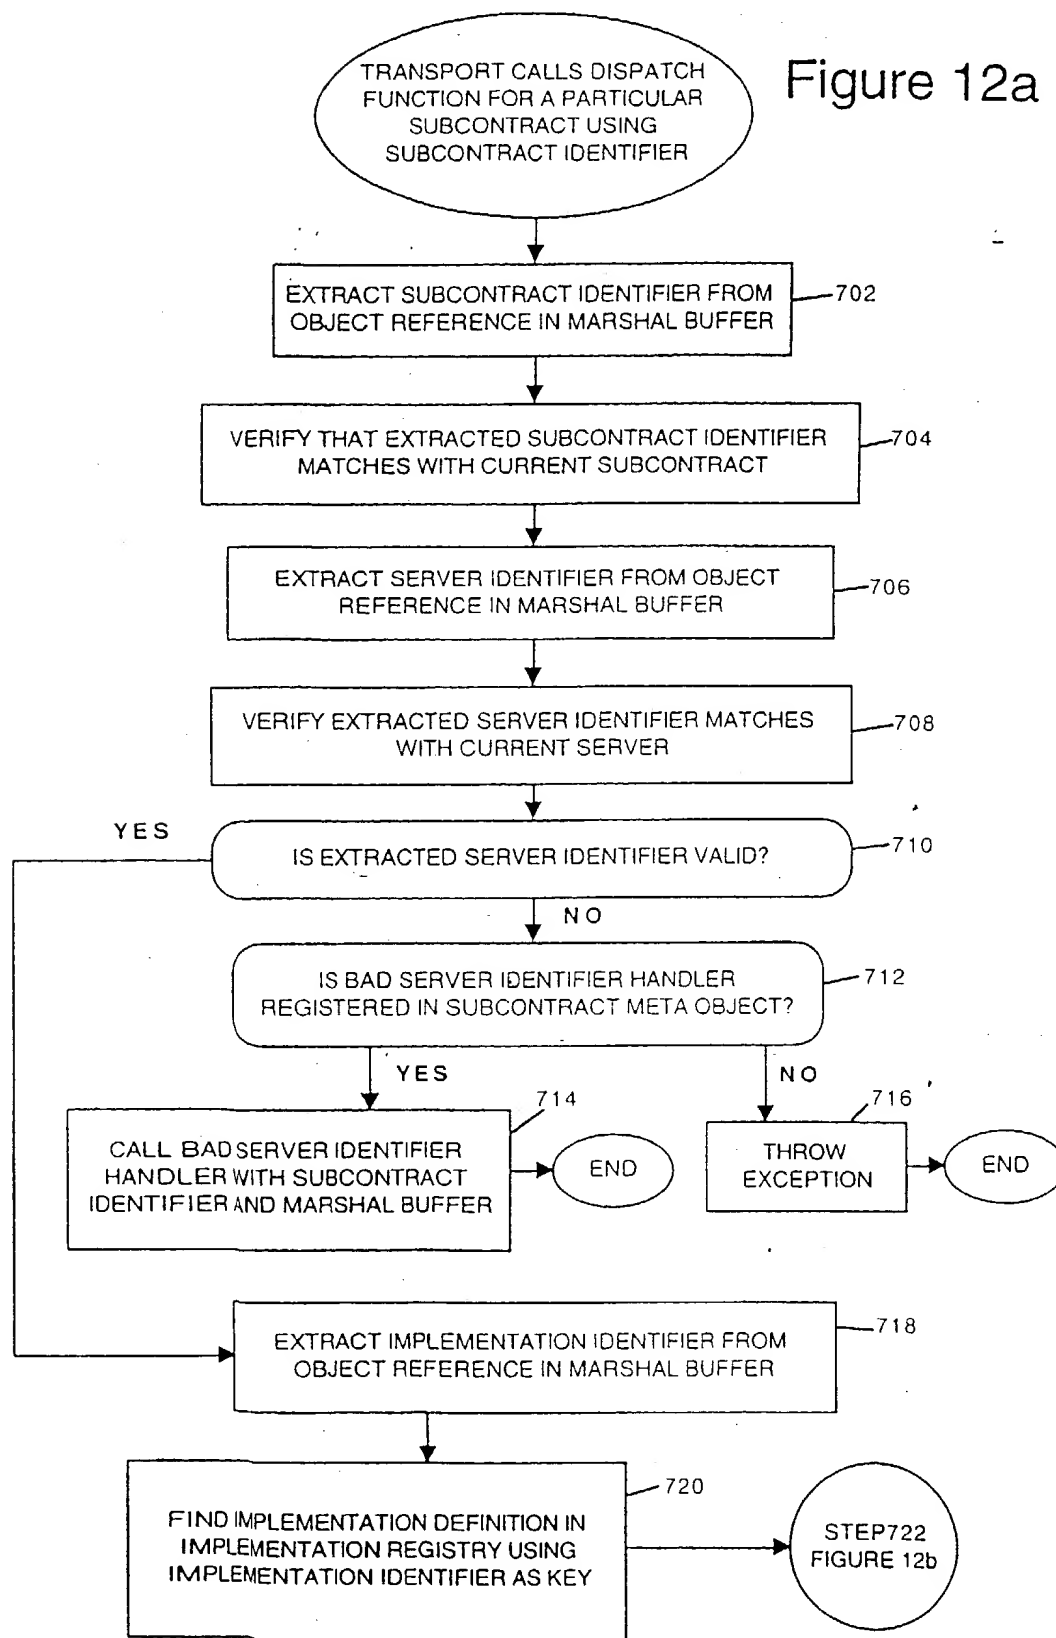 Figure 12a
TRANSPORT CALLS DISPATCH
FUNCTION FOR A PARTICULAR
SUBCONTRACT USING
SUBCONTRACT IDENTIFIER
EXTRACT SUBCONTRACT IDENTIFIER FROM
OBJECT REFERENCE IN MARSHAL BUFFER
702
VERIFY THAT EXTRACTED SUBCONTRACT IDENTIFIER
MATCHES WITH CURRENT SUBCONTRACT
704
EXTRACT SERVER IDENTIFIER FROM OBJECT
REFERENCE IN MARSHAL BUFFER
706
VERIFY EXTRACTED SERVER IDENTIFIER MATCHES
WITH CURRENT SERVER
708
YES
IS EXTRACTED SERVER IDENTIFIER VALID?
710
NO
IS BAD SERVER IDENTIFIER HANDLER
REGISTERED IN SUBCONTRACT META OBJECT?
712
YES
NO
714
CALL BAD SERVER IDENTIFIER
HANDLER WITH SUBCONTRACT
IDENTIFIER AND MARSHAL BUFFER
END
716
THROW
EXCEPTION
END
EXTRACT IMPLEMENTATION IDENTIFIER FROM
OBJECT REFERENCE IN MARSHAL BUFFER
718
FIND IMPLEMENTATION DEFINITION IN
IMPLEMENTATION REGISTRY USING
IMPLEMENTATION IDENTIFIER AS KEY
720
STEP722
FIGURE 12b